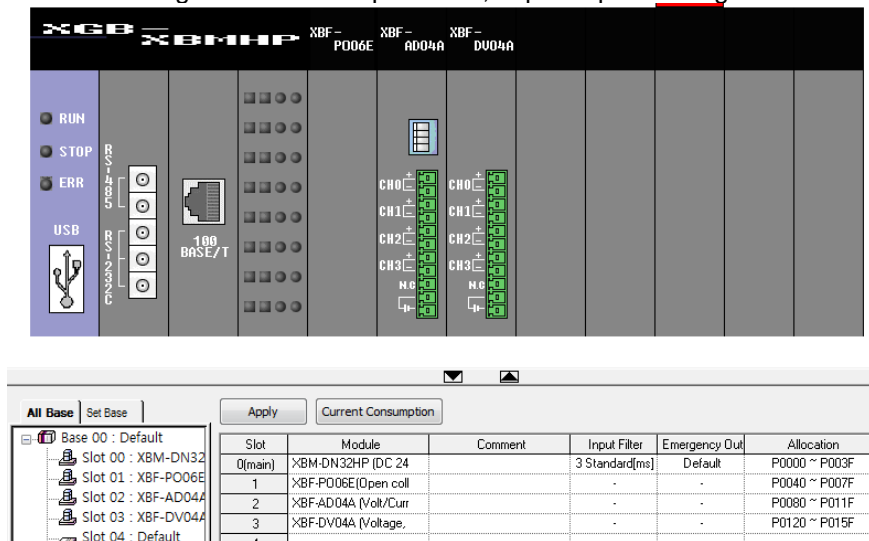 XGB – XBMHP
XBF-
PO06E
XBF-
AD04A
XBF-
DV04A
RUN
STOP
ERR
USB
RS-485
RS-232C
100
BASE/T
CH0 + -
CH1 + -
CH2 + -
CH3 + -
N.C
CH0 + -
CH1 + -
CH2 + -
CH3 + -
N.C
All Base Set Base
Apply Current Consumption
Base 00 : Default
Slot 00 : XBM-DN32
Slot 01 : XBF-PO06E
Slot 02 : XBF-AD04A
Slot 03 : XBF-DV04A
Slot 04 : Default
Slot Module Comment Input Filter Emergency Out Allocation
0(main) XBM-DN32HP (DC 24 3 Standard[ms] Default P0000 ~ P003F
1 XBF-PO06E(Open coll - - P0040 ~ P007F
2 XBF-AD04A (Volt/Curr - - P0080 ~ P011F
3 XBF-DV04A (Voltage, - - P0120 ~ P015F